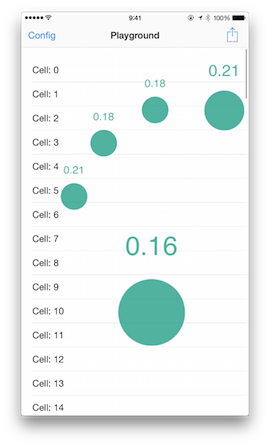 9:41 100%
Config Playground
0.21
Cell: 0
0.18
Cell: 1
0.18
Cell: 2
Cell: 3
Cell: 4
0.21
Cell: 5
Cell: 6
Cell: 7
0.16
Cell: 8
Cell: 9
Cell: 10
Cell: 11
Cell: 12
Cell: 13
Cell: 14